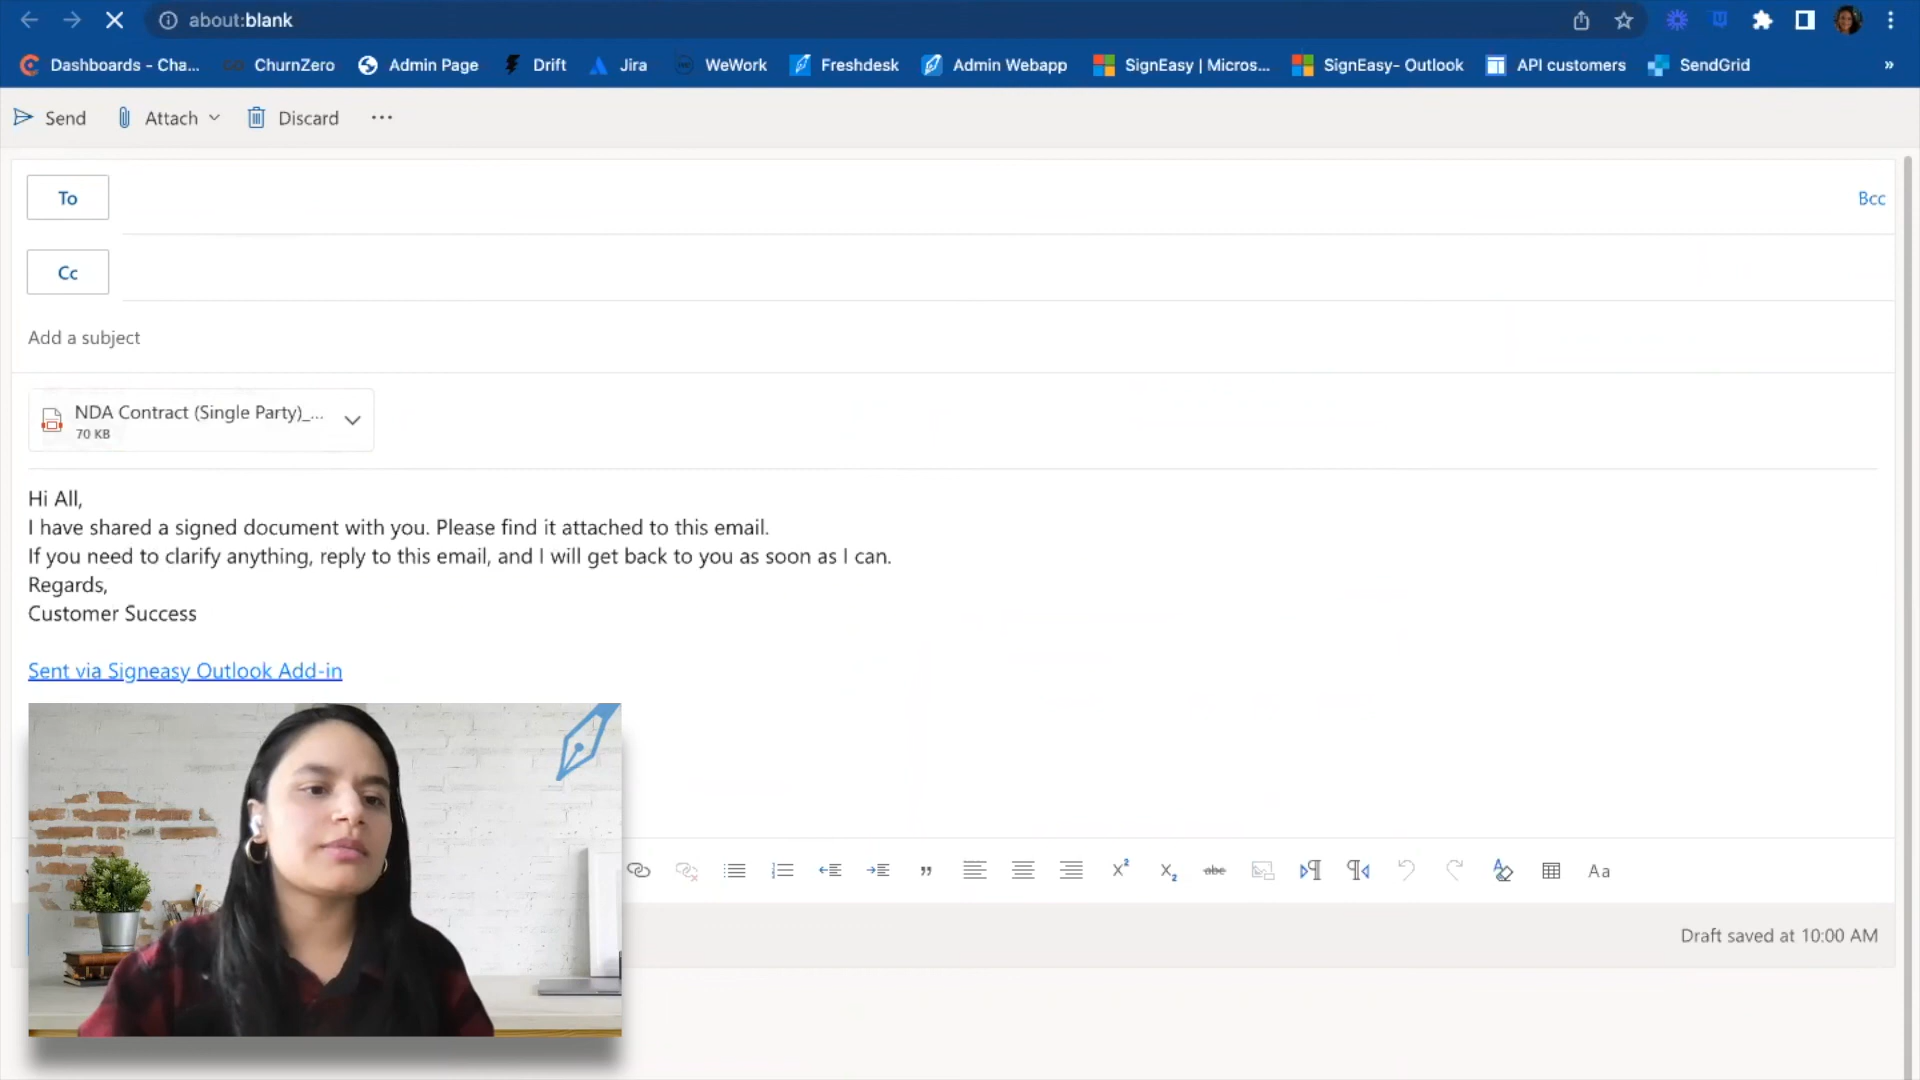 about:blank
Dashboards - Cha... ChurnZero Admin Page Drift Jira WeWork Freshdesk Admin Webapp SignEasy | Micros... SignEasy- Outlook API customers SendGrid »
Send Attach Discard ...
To Bcc
Cc
Add a subject
NDA Contract (Single Party)_...
70 KB
Hi All,
I have shared a signed document with you. Please find it attached to this email.
If you need to clarify anything, reply to this email, and I will get back to you as soon as I can.
Regards,
Customer Success
Sent via Signeasy Outlook Add-in
X² X₂ abc Aa
Draft saved at 10:00 AM